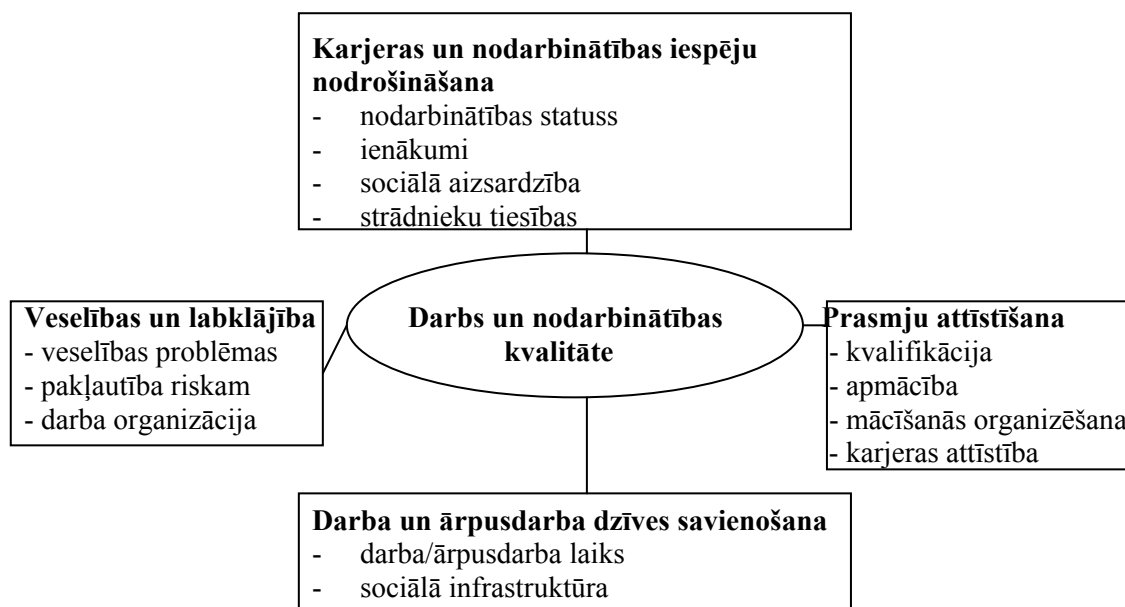 Karjeras un nodarbinātības iespēju
nodrošināšana
- nodarbinātības statuss
- ienākumi
- sociālā aizsardzība
- strādnieku tiesības
Veselības un labklājība
- veselības problēmas
- pakļautība riskam
- darba organizācija
Darbs un nodarbinātības
kvalitāte
Prasmju attīstīšana
- kvalifikācija
- apmācība
- mācīšanās organizēšana
- karjeras attīstība
Darba un ārpusdarba dzīves savienošana
- darba/ārpusdarba laiks
- sociālā infrastruktūra